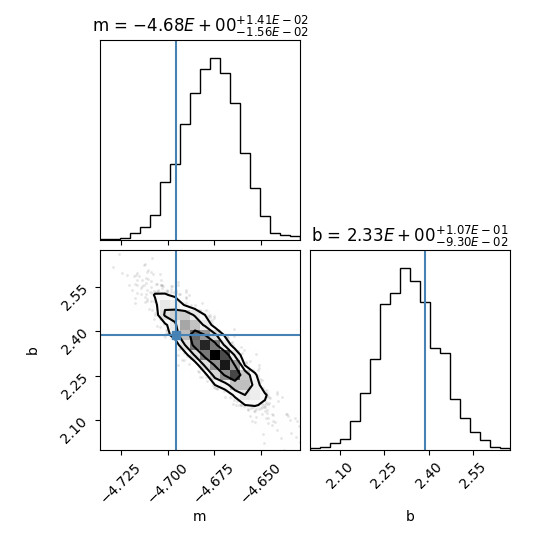 m = −4.68E + 00 +1.41E − 02 −1.56E − 02
b = 2.33E + 00 +1.07E − 01 −9.30E − 02
b
2.55
2.40
2.25
2.10
−4.725 −4.700 −4.675 −4.650
m
2.10 2.25 2.40 2.55
b